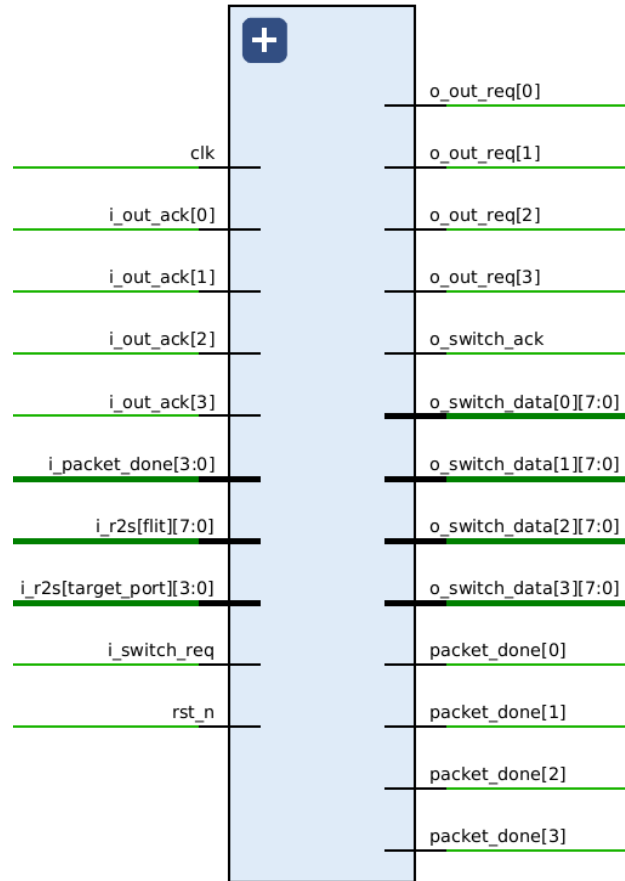 clk
i_out_ack[0]
i_out_ack[1]
i_out_ack[2]
i_out_ack[3]
i_packet_done[3:0]
i_r2s[flit][7:0]
i_r2s[target_port][3:0]
i_switch_req
rst_n
o_out_req[0]
o_out_req[1]
o_out_req[2]
o_out_req[3]
o_switch_ack
o_switch_data[0][7:0]
o_switch_data[1][7:0]
o_switch_data[2][7:0]
o_switch_data[3][7:0]
packet_done[0]
packet_done[1]
packet_done[2]
packet_done[3]